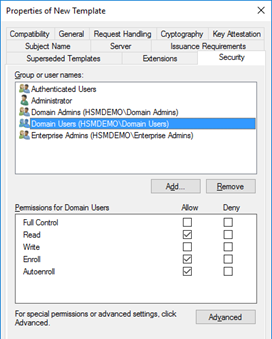 Properties of New Template
Compatibility General Request Handling Cryptography Key Attestation
Subject Name Server Issuance Requirements
Superseded Templates Extensions Security
Group or user names:
Authenticated Users
Administrator
Domain Admins (HSMDEMO\Domain Admins)
Domain Users (HSMDEMO\Domain Users)
Enterprise Admins (HSMDEMO\Enterprise Admins)
Add... Remove
Permissions for Domain Users Allow Deny
Full Control
Read
Write
Enroll
Autoenroll
For special permissions or advanced settings, click
Advanced. Advanced